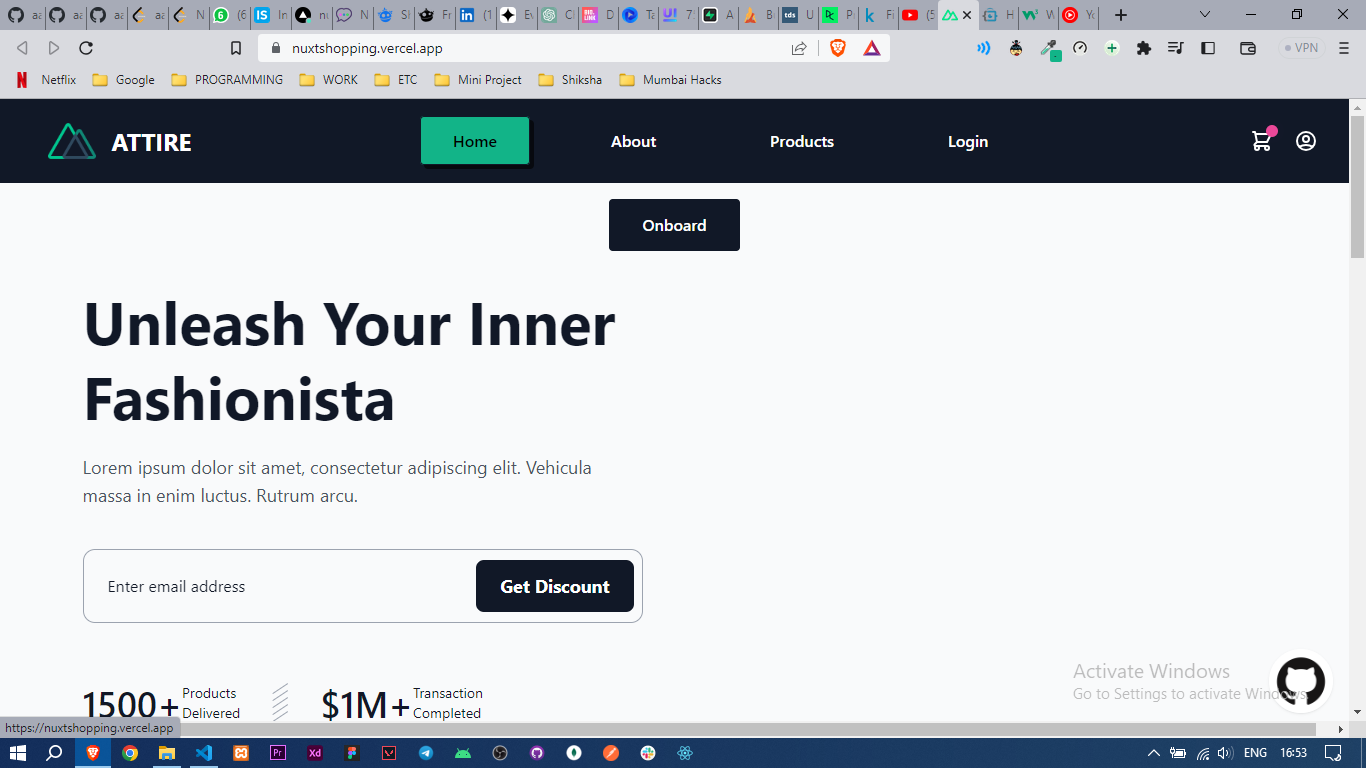 nuxtshopping.vercel.app
VPN
Netflix
Google
PROGRAMMING
WORK
ETC
Mini Project
Shiksha
Mumbai Hacks
ATTIRE
Home
About
Products
Login
Onboard
Unleash Your Inner
Fashionista
Lorem ipsum dolor sit amet, consectetur adipiscing elit. Vehicula
massa in enim luctus. Rutrum arcu.
Enter email address
Get Discount
1500+
Products
Delivered
$1M+
Transaction
Completed
Activate Windows
Go to Settings to activate Windows.
https://nuxtshopping.vercel.app
ENG
16:53